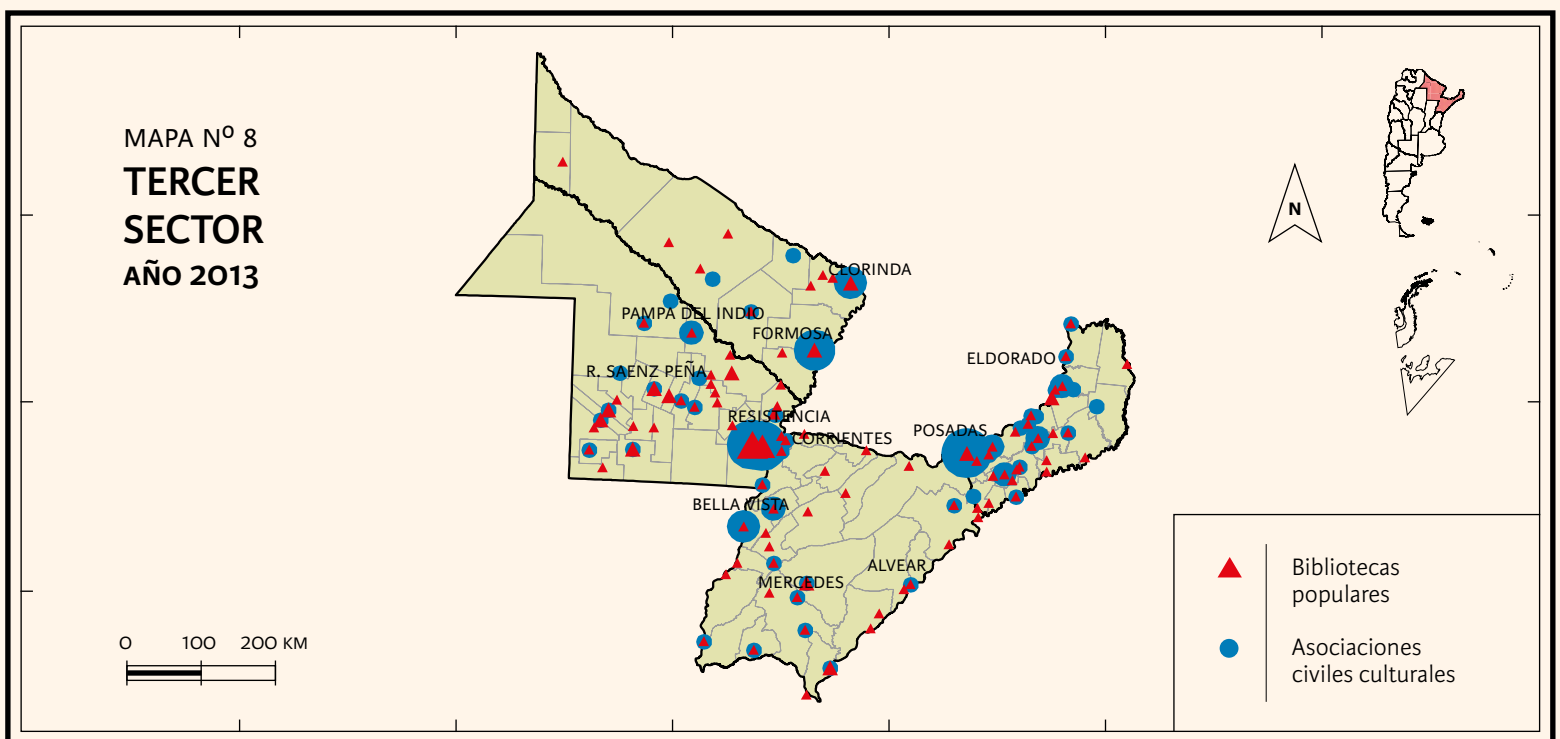 MAPA Nº 8
TERCER
SECTOR
AÑO 2013
N
CLORINDA
PAMPA DEL INDIO
FORMOSA
ELDORADO
R. SAENZ PEÑA
RESISTENCIA
CORRIENTES
POSADAS
BELLA VISTA
ALVEAR
MERCEDES
0 100 200 KM
Bibliotecas
populares
Asociaciones
civiles culturales